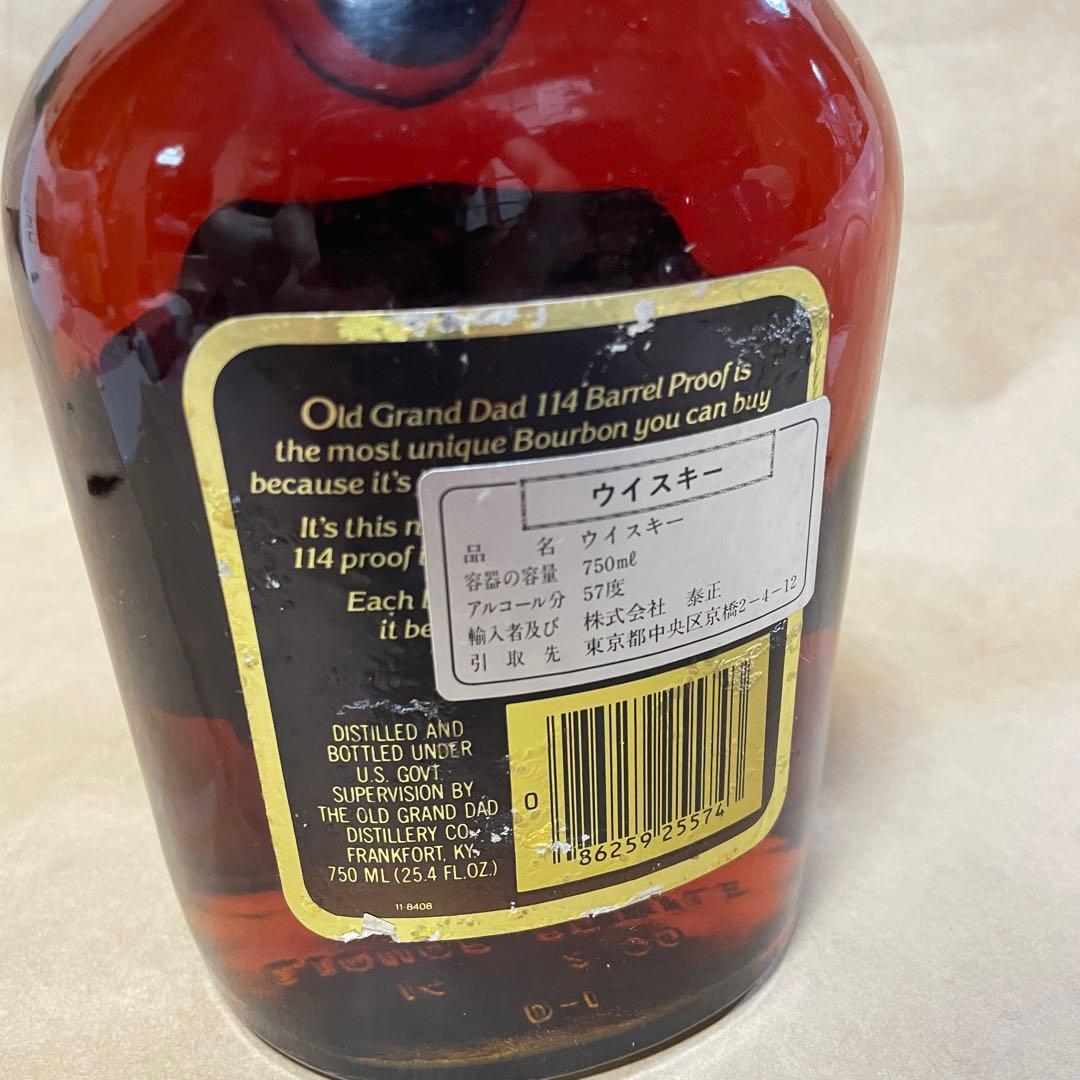 Old Grand Dad 114 Barrel Proof is
the most unique Bourbon you can buy
because it's
It's this
114 proof
Each
it be
ウイスキー
品名 ウイスキー
容器の容量 750mℓ
アルコール分 57度
輸入者及び 株式会社 泰正
引取先 東京都中央区京橋2-4-12
DISTILLED AND
BOTTLED UNDER
U.S. GOVT.
SUPERVISION BY
THE OLD GRAND DAD
DISTILLERY CO.
FRANKFORT, KY.
750 ML (25.4 FL.OZ.)
11-8408
0 86259 25574
D-1